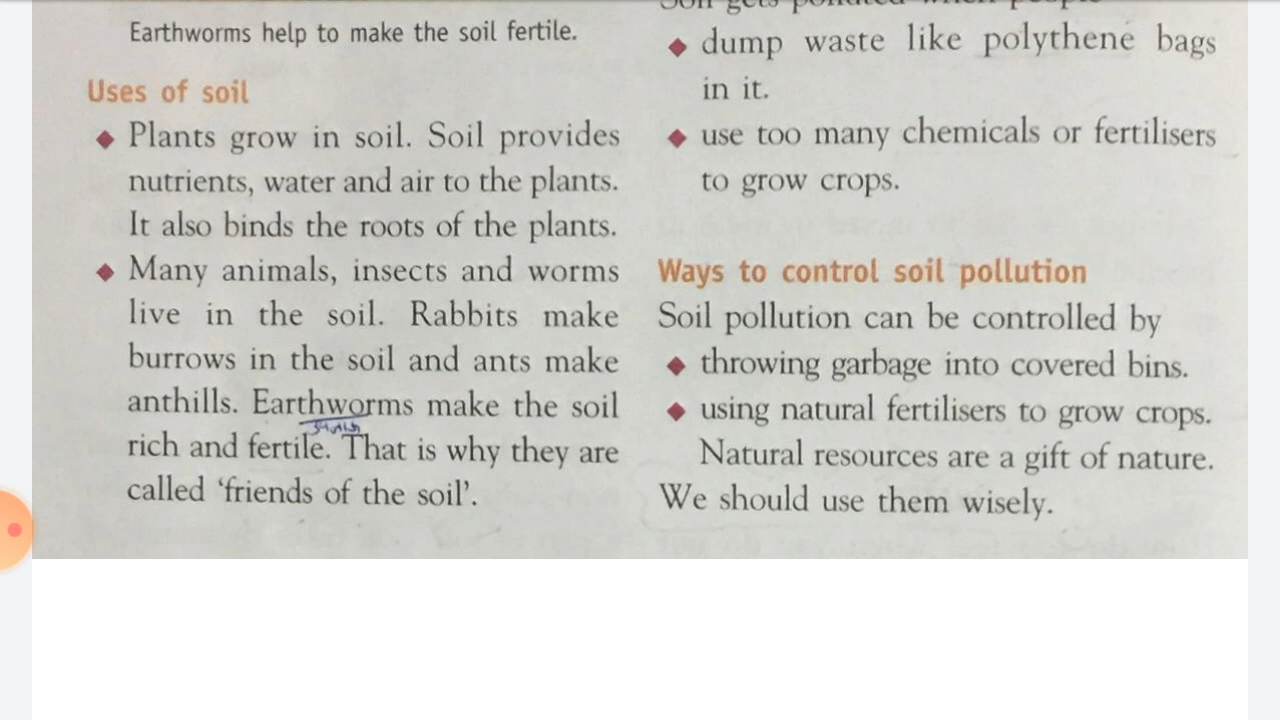 Earthworms help to make the soil fertile.
Uses of soil
Plants grow in soil. Soil provides
nutrients, water and air to the plants.
It also binds the roots of the plants.
Many animals, insects and worms
live in the soil. Rabbits make
burrows in the soil and ants make
anthills. Earthworms make the soil
rich and fertile. That is why they are
called ‘friends of the soil’.
Soil gets polluted when people
dump waste like polythene bags
in it.
use too many chemicals or fertilisers
to grow crops.
Ways to control soil pollution
Soil pollution can be controlled by
throwing garbage into covered bins.
using natural fertilisers to grow crops.
Natural resources are a gift of nature.
We should use them wisely.